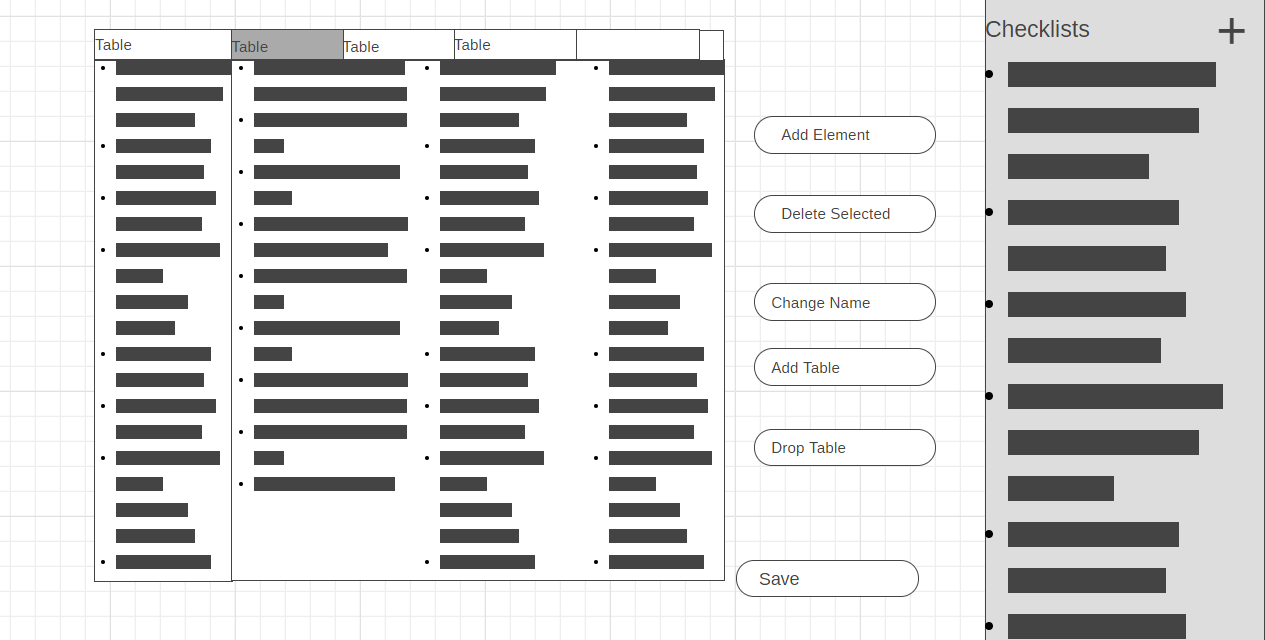 Table
Table
Table
Table
Add Element
Delete Selected
Change Name
Add Table
Drop Table
Save
Checklists